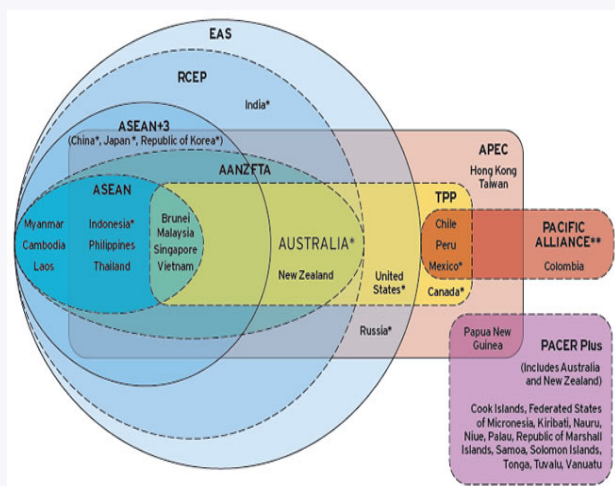 EAS
RCEP
India*
ASEAN+3
(China*, Japan*, Republic of Korea*)
AANZFTA
APEC
Hong Kong
Taiwan
ASEAN
TPP
Myanmar
Cambodia
Laos
Indonesia*
Philippines
Thailand
Brunei
Malaysia
Singapore
Vietnam
AUSTRALIA*
New Zealand
United
States*
Chile
Peru
Mexico*
Canada*
PACIFIC
ALLIANCE**
Colombia
Russia*
Papua New
Guinea
PACER Plus
(Includes Australia
and New Zealand)
Cook Islands, Federated States
of Micronesia, Kiribati, Nauru,
Niue, Palau, Republic of Marshall
Islands, Samoa, Solomon Islands,
Tonga, Tuvalu, Vanuatu